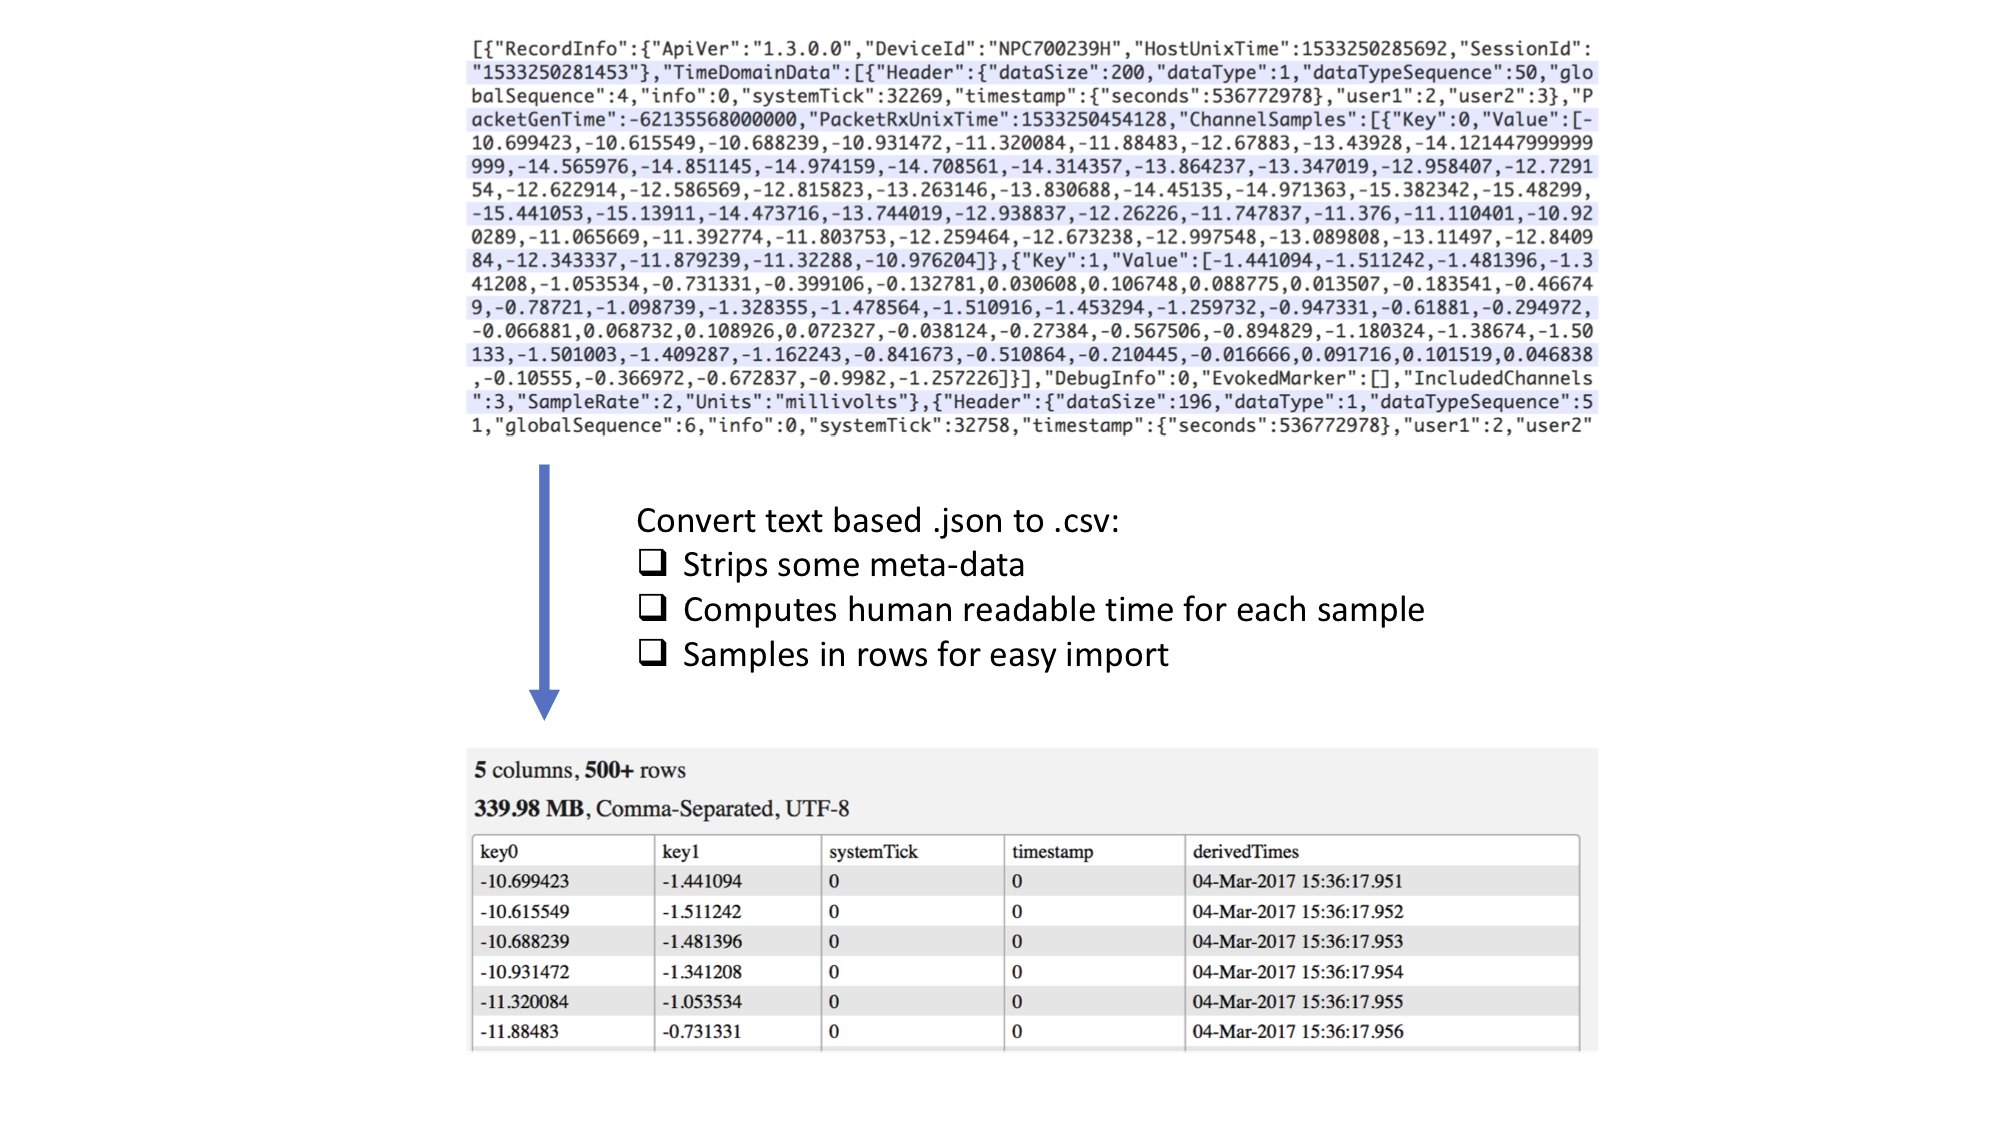 [{"RecordInfo":{"ApiVer":"1.3.0.0","DeviceId":"NPC700239H","HostUnixTime":1533250285692,"SessionId":
"1533250281453"},"TimeDomainData":[{"Header":{"dataSize":200,"dataType":1,"dataTypeSequence":50,"glo
balSequence":4,"info":0,"systemTick":32269,"timestamp":{"seconds":536772978},"user1":2,"user2":3},"P
acketGenTime":-62135568000000,"PacketRxUnixTime":1533250454128,"ChannelSamples":[{"Key":0,"Value":[-
10.699423,-10.615549,-10.688239,-10.931472,-11.320084,-11.88483,-12.67883,-13.43928,-14.121447999999
999,-14.565976,-14.851145,-14.974159,-14.708561,-14.314357,-13.864237,-13.347019,-12.958407,-12.7291
54,-12.622914,-12.586569,-12.815823,-13.263146,-13.830688,-14.45135,-14.971363,-15.382342,-15.48299,
-15.441053,-15.13911,-14.473716,-13.744019,-12.938837,-12.26226,-11.747837,-11.376,-11.110401,-10.92
0289,-11.065669,-11.392774,-11.803753,-12.259464,-12.673238,-12.997548,-13.089808,-13.11497,-12.8409
84,-12.343337,-11.879239,-11.32288,-10.976204]},{"Key":1,"Value":[-1.441094,-1.511242,-1.481396,-1.3
41208,-1.053534,-0.731331,-0.399106,-0.132781,0.030608,0.106748,0.088775,0.013507,-0.183541,-0.46674
9,-0.78721,-1.098739,-1.328355,-1.478564,-1.510916,-1.453294,-1.259732,-0.947331,-0.61881,-0.294972,
-0.066881,0.068732,0.108926,0.072327,-0.038124,-0.27384,-0.567506,-0.894829,-1.180324,-1.38674,-1.50
133,-1.501003,-1.409287,-1.162243,-0.841673,-0.510864,-0.210445,-0.016666,0.091716,0.101519,0.046838
,-0.10555,-0.366972,-0.672837,-0.9982,-1.257226]}],"DebugInfo":0,"EvokedMarker":[],"IncludedChannels
":3,"SampleRate":2,"Units":"millivolts"},{"Header":{"dataSize":196,"dataType":1,"dataTypeSequence":5
1,"globalSequence":6,"info":0,"systemTick":32758,"timestamp":{"seconds":536772978},"user1":2,"user2"
Convert text based .json to .csv:
❑ Strips some meta-data
❑ Computes human readable time for each sample
❑ Samples in rows for easy import
5 columns, 500+ rows
339.98 MB, Comma-Separated, UTF-8
key0 key1 systemTick timestamp derivedTimes
-10.699423 -1.441094 0 0 04-Mar-2017 15:36:17.951
-10.615549 -1.511242 0 0 04-Mar-2017 15:36:17.952
-10.688239 -1.481396 0 0 04-Mar-2017 15:36:17.953
-10.931472 -1.341208 0 0 04-Mar-2017 15:36:17.954
-11.320084 -1.053534 0 0 04-Mar-2017 15:36:17.955
-11.88483 -0.731331 0 0 04-Mar-2017 15:36:17.956